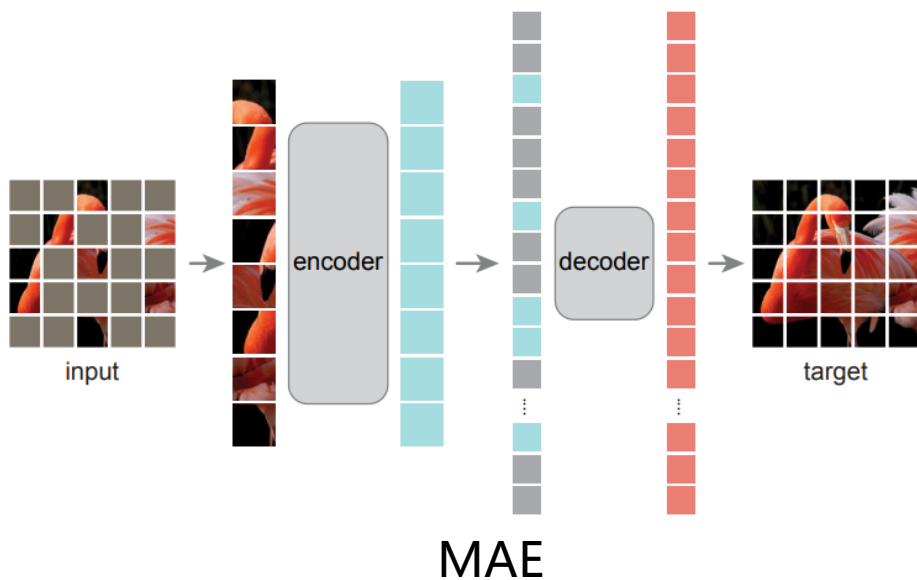 input
encoder
decoder
target
MAE